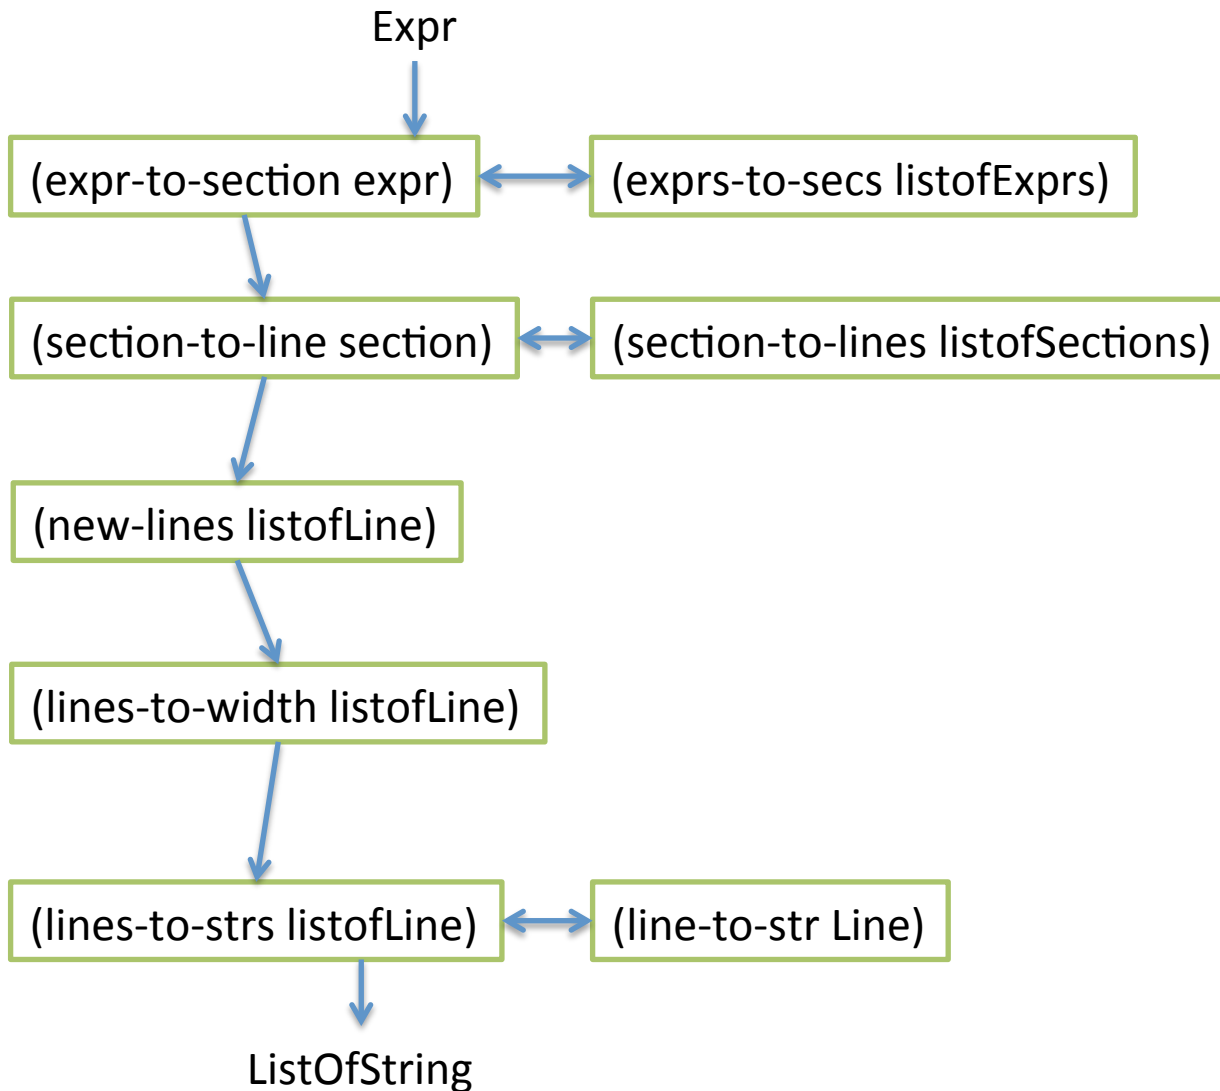 Expr
(expr-to-section expr)
(exprs-to-secs listofExprs)
(section-to-line section)
(section-to-lines listofSections)
(new-lines listofLine)
(lines-to-width listofLine)
(lines-to-strs listofLine)
(line-to-str Line)
ListOfString